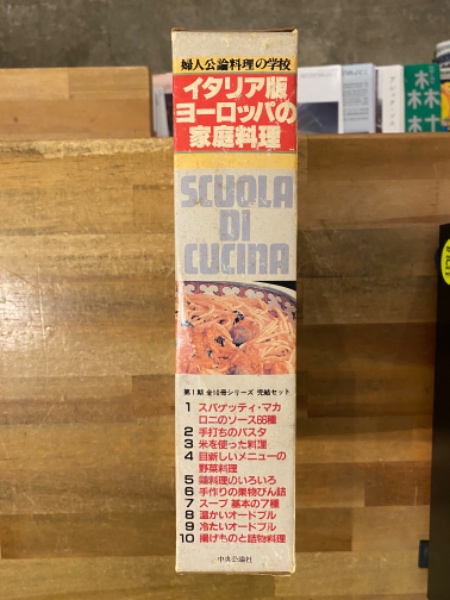 婦人公論料理の学校
イタリア版
ヨーロッパの
家庭料理
SCUOLA
DI
CUCINA
第1期 全10冊シリーズ 完結セット
1 スパゲッティ・マカ
ロニのソース66種
2 手打ちのパスタ
3 米を使った料理
4 目新しいメニューの
野菜料理
5 鶏料理のいろいろ
6 手作りの果物びん詰
7 スープ 基本の7種
8 温かいオードブル
9 冷たいオードブル
10 揚げものと詰物料理
中央公論社